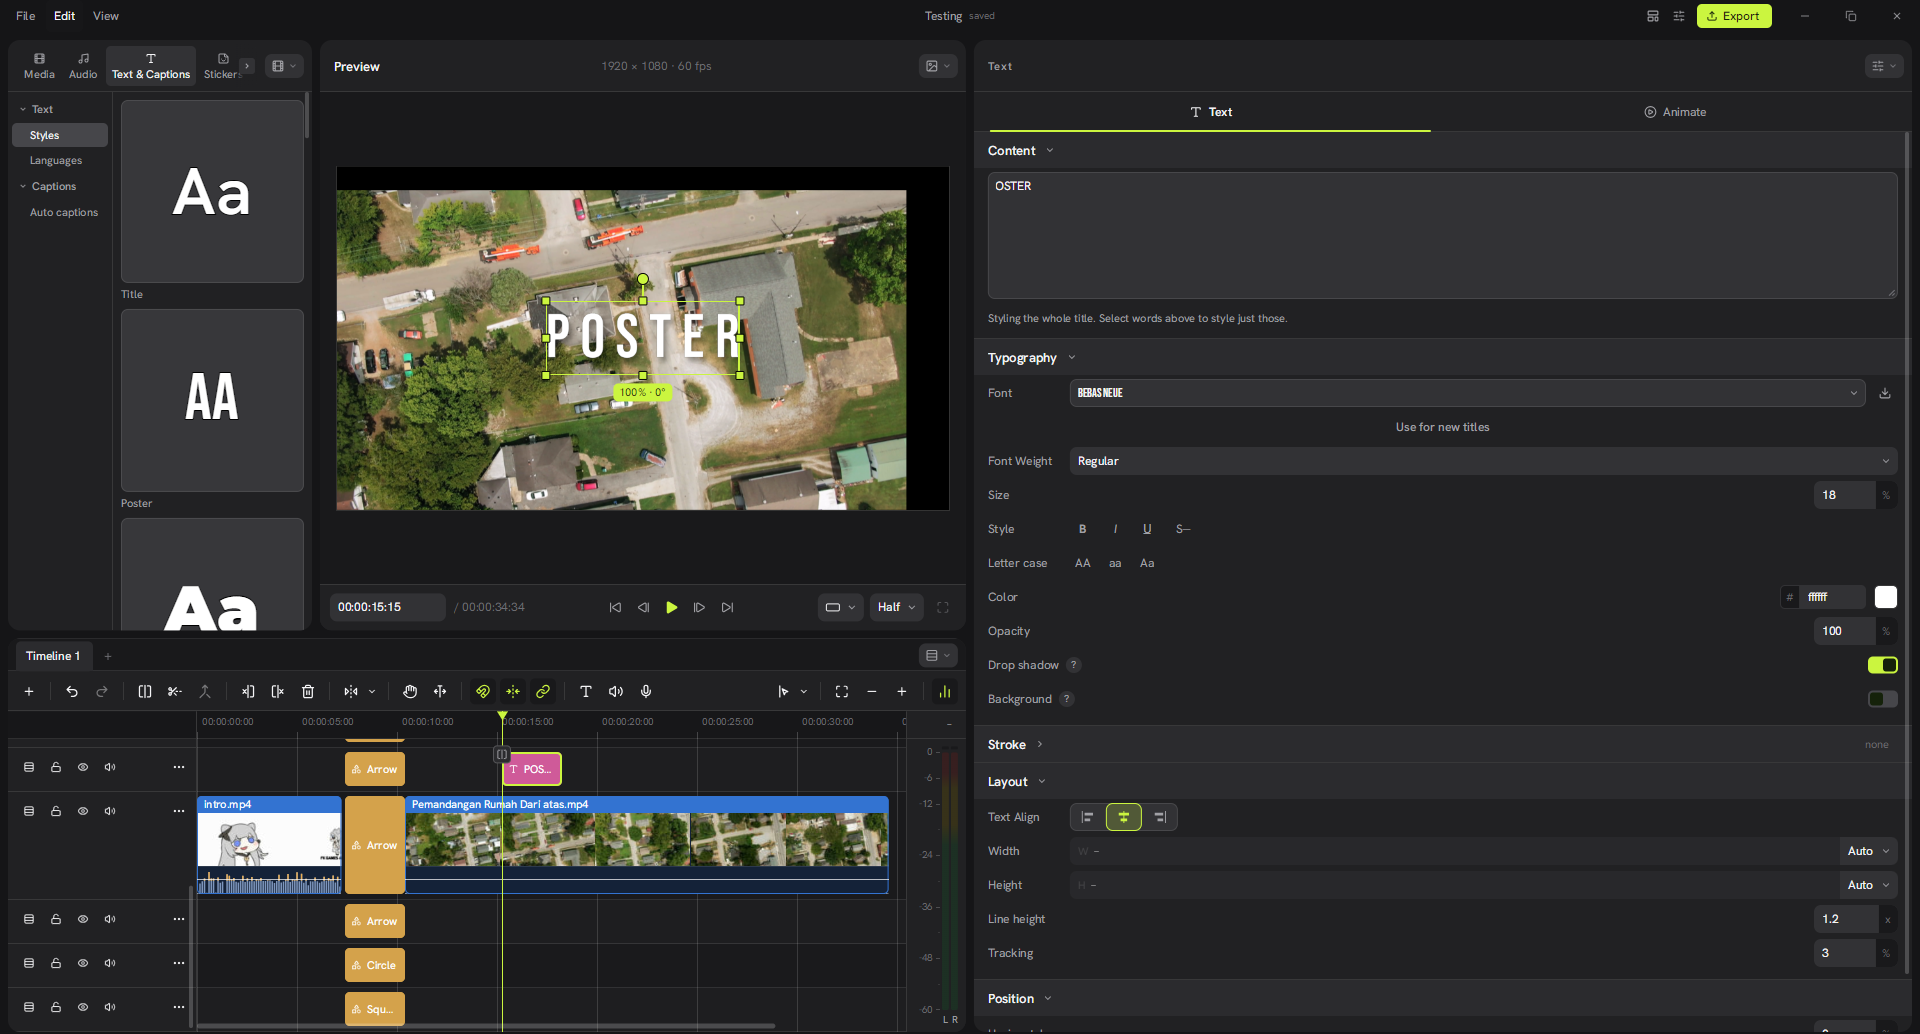 File Edit View
Testing saved
Export
Media Audio Text & Captions Stickers
Text
Styles
Languages
Captions
Auto captions
Aa
Title
AA
Poster
Aa
Preview
1920 × 1080 · 60 fps
POSTER
100% · 0°
00:00:15:15 / 00:00:34:34
Half
Text
Text
Animate
Content
OSTER
Styling the whole title. Select words above to style just those.
Typography
Font
BEBAS NEUE
Use for new titles
Font Weight
Regular
Size
18 %
Style
B I U S
Letter case
AA aa Aa
Color
# ffffff
Opacity
100 %
Drop shadow ?
Background ?
Stroke
none
Layout
Text Align
Width
W –
Auto
Height
H –
Auto
Line height
1.2 x
Tracking
3 %
Position
Timeline 1
00:00:00:00 00:00:05:00 00:00:10:00 00:00:15:00 00:00:20:00 00:00:25:00 00:00:30:00
Arrow
T POS...
intro.mp4
Arrow
Pemandangan Rumah Dari atas.mp4
Arrow
Circle
Squ...
0
-6
-12
-24
-36
-48
-60
L R